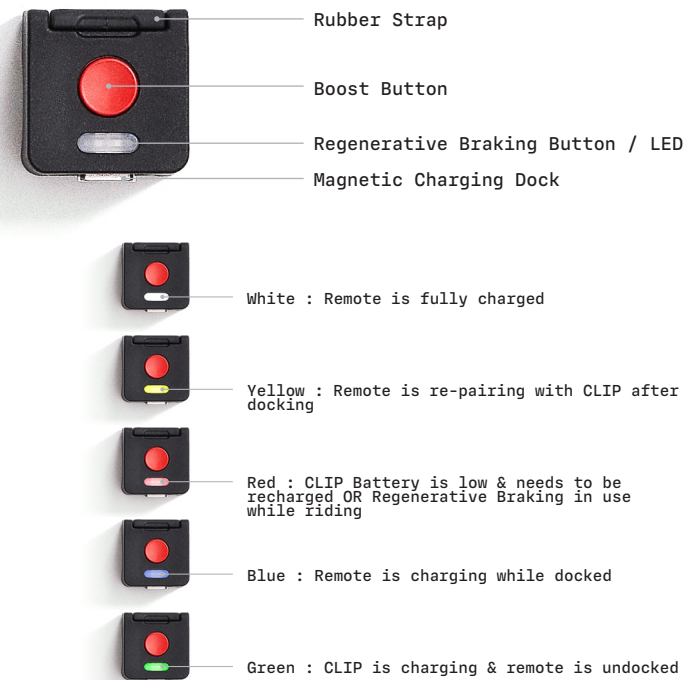 Rubber Strap
Boost Button
Regenerative Braking Button / LED
Magnetic Charging Dock
White : Remote is fully charged
Yellow : Remote is re-pairing with CLIP after
docking
Red : CLIP Battery is low & needs to be
recharged OR Regenerative Braking in use
while riding
Blue : Remote is charging while docked
Green : CLIP is charging & remote is undocked